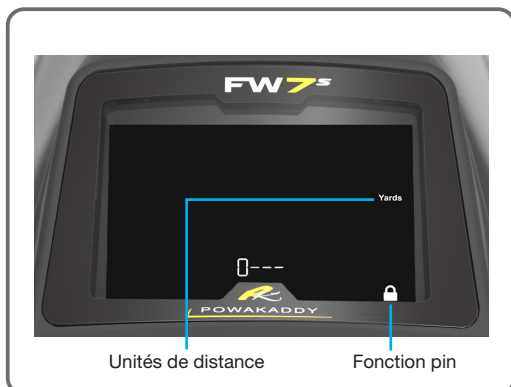 FW7s
Yards
0---
POWAKADDY
Unités de distance
Fonction pin